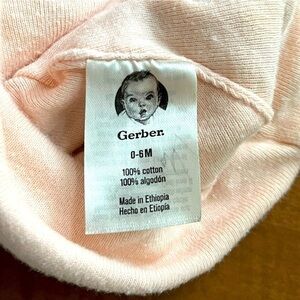 Gerber.
0-6M
100% cotton
100% algodón
Made in Ethiopia
Hecho en Etiopía